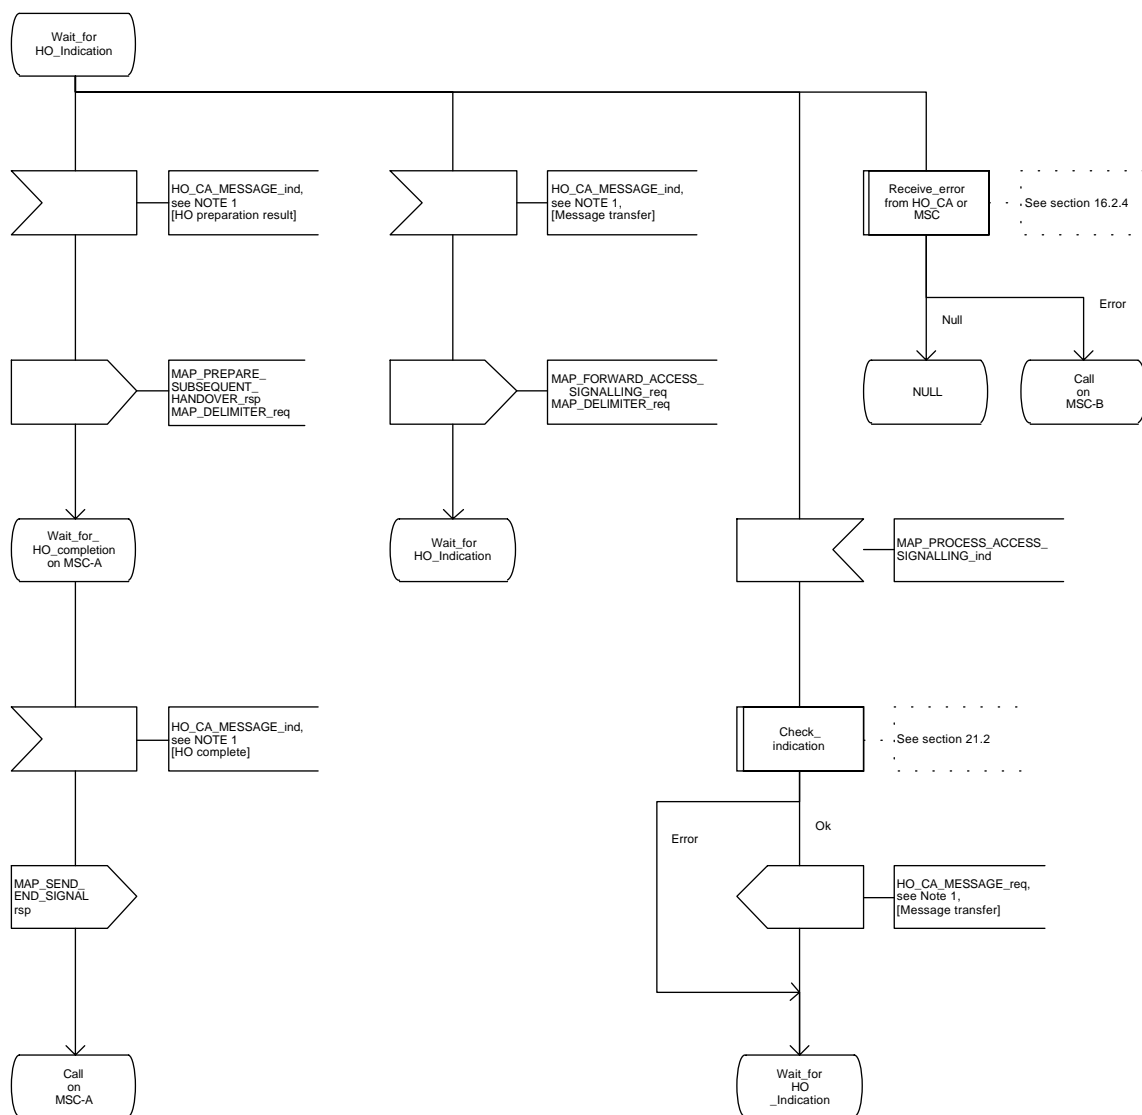 Wait_for
HO_Indication
HO_CA_MESSAGE_ind,
see NOTE 1
[HO preparation result]
HO_CA_MESSAGE_ind,
see NOTE 1,
[Message transfer]
Receive_error
from HO_CA or
MSC
See section 16.2.4
Null
Error
MAP_PREPARE_
SUBSEQUENT_
HANDOVER_rsp
MAP_DELIMITER_req
MAP_FORWARD_ACCESS_
SIGNALLING_req
MAP_DELIMITER_req
NULL
Call
on
MSC-B
Wait_for_
HO_completion
on MSC-A
Wait_for
HO_Indication
MAP_PROCESS_ACCESS_
SIGNALLING_ind
HO_CA_MESSAGE_ind,
see NOTE 1
[HO complete]
Check_
indication
See section 21.2
Error
Ok
MAP_SEND_
END_SIGNAL
rsp
HO_CA_MESSAGE_req,
see Note 1,
[Message transfer]
Call
on
MSC-A
Wait_for
HO
_Indication